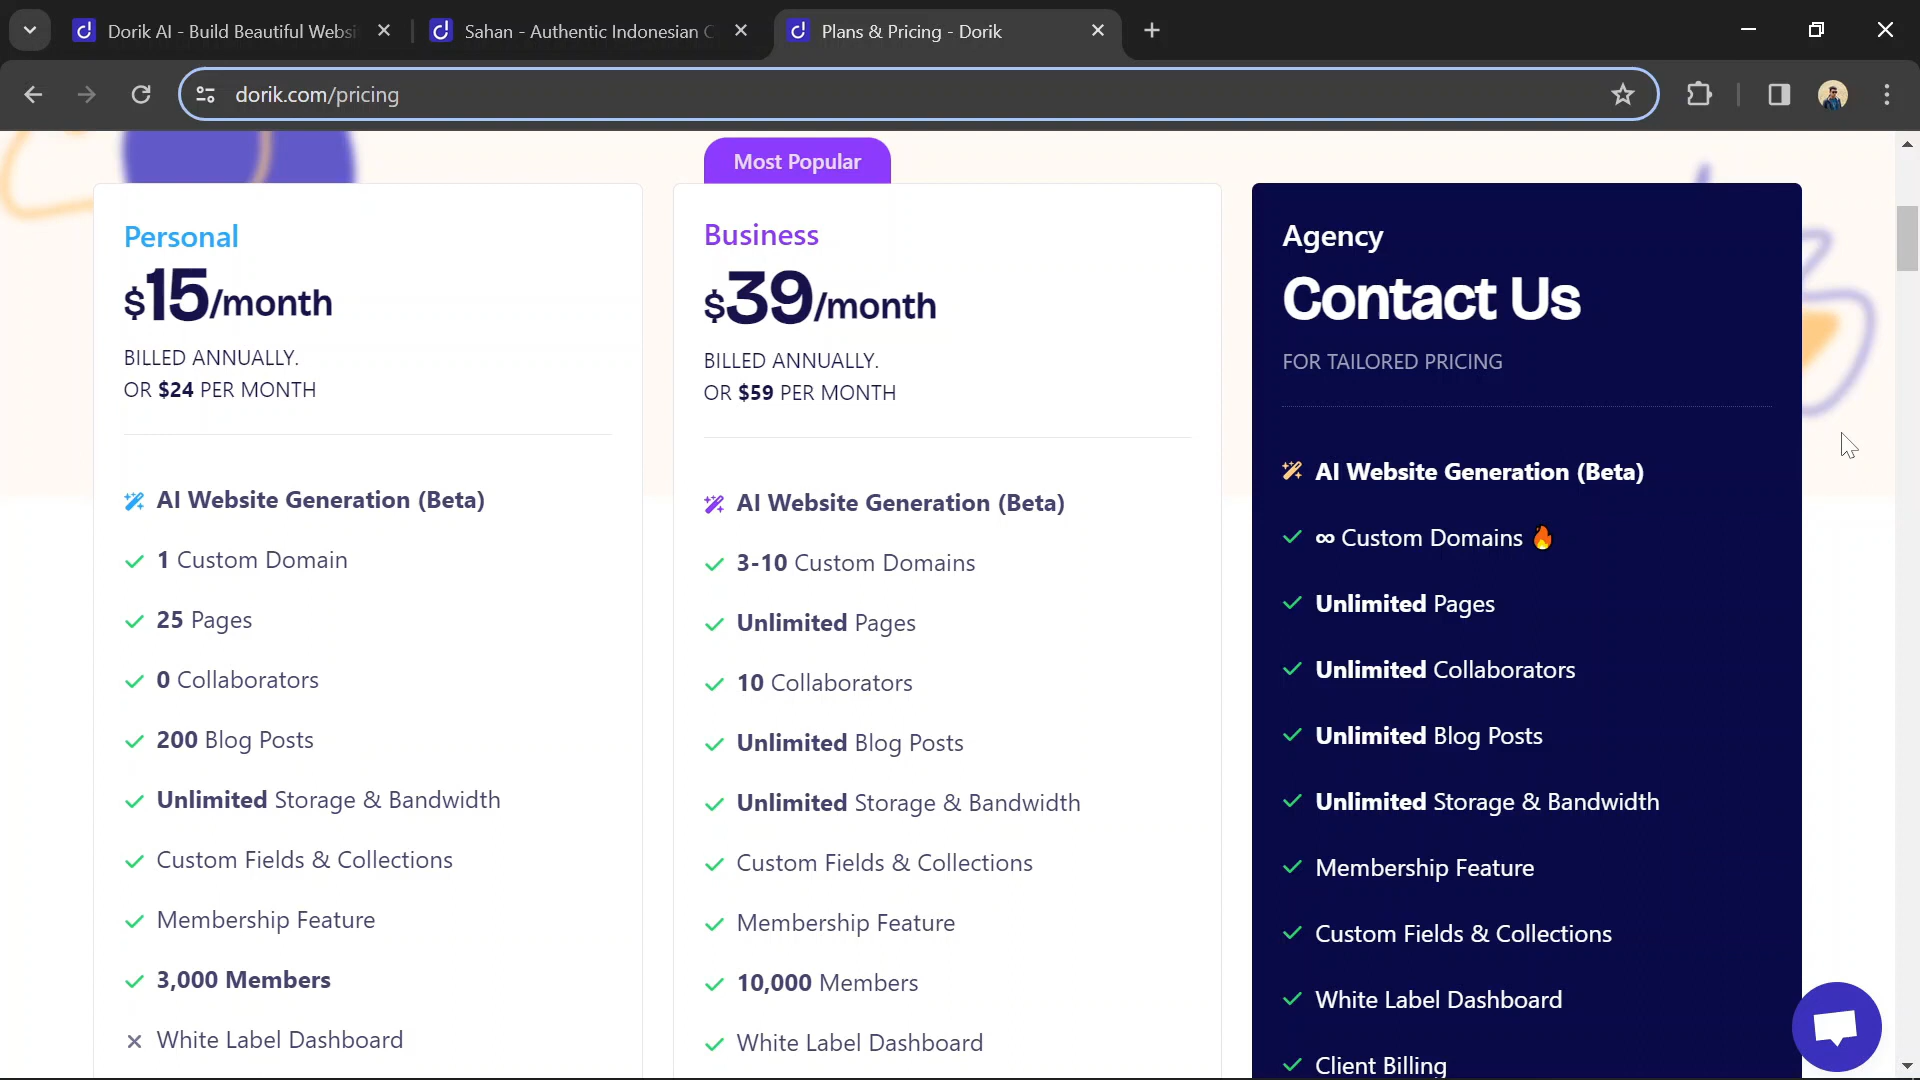 Dorik AI - Build Beautiful Websi
Sahan - Authentic Indonesian C
Plans & Pricing - Dorik
dorik.com/pricing
Most Popular
Personal
$15/month
BILLED ANNUALLY.
OR $24 PER MONTH
AI Website Generation (Beta)
1 Custom Domain
25 Pages
0 Collaborators
200 Blog Posts
Unlimited Storage & Bandwidth
Custom Fields & Collections
Membership Feature
3,000 Members
White Label Dashboard
Business
$39/month
BILLED ANNUALLY.
OR $59 PER MONTH
AI Website Generation (Beta)
3-10 Custom Domains
Unlimited Pages
10 Collaborators
Unlimited Blog Posts
Unlimited Storage & Bandwidth
Custom Fields & Collections
Membership Feature
10,000 Members
White Label Dashboard
Agency
Contact Us
FOR TAILORED PRICING
AI Website Generation (Beta)
∞ Custom Domains 🔥
Unlimited Pages
Unlimited Collaborators
Unlimited Blog Posts
Unlimited Storage & Bandwidth
Membership Feature
Custom Fields & Collections
White Label Dashboard
Client Billing